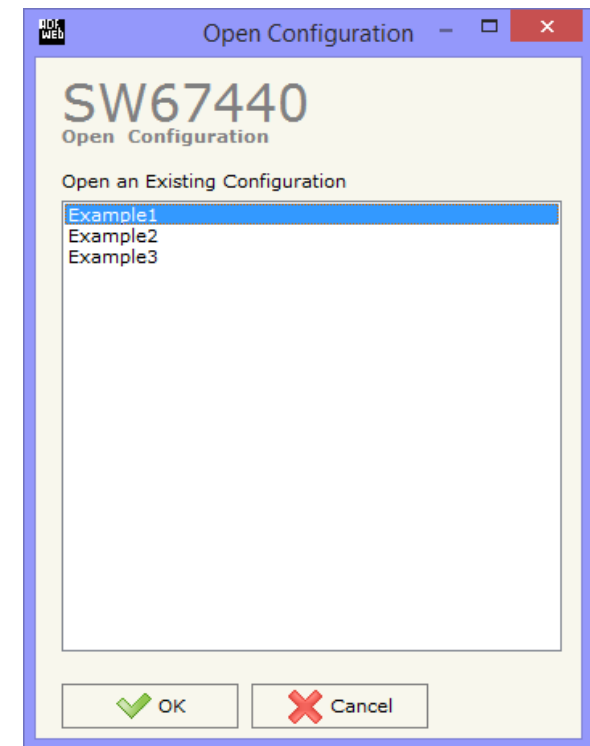 ADF
WEB
Open Configuration
SW67440
Open Configuration
Open an Existing Configuration
Example1
Example2
Example3
OK
Cancel